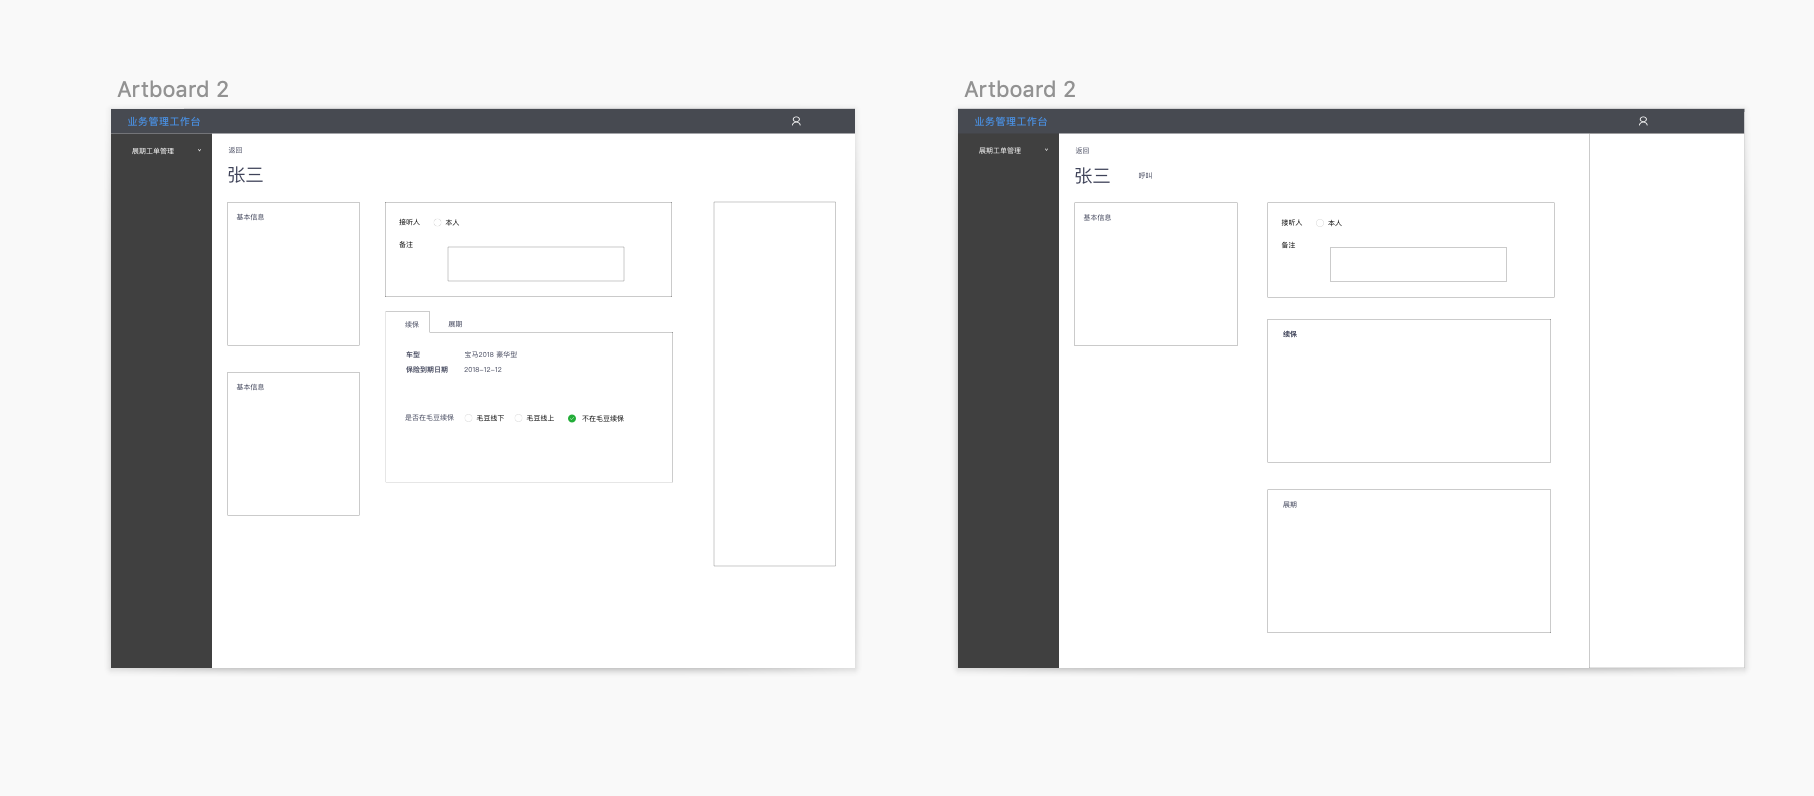 Artboard 2
业务管理工作台
展期工单管理
返回
张三
基本信息
接听人 本人
备注
续保 展期
车型 宝马2018 豪华型
保险到期日期 2018-12-12
基本信息
是否在毛豆续保 毛豆线下 毛豆线上 不在毛豆续保
Artboard 2
业务管理工作台
展期工单管理
返回
张三 呼叫
基本信息
接听人 本人
备注
续保
展期